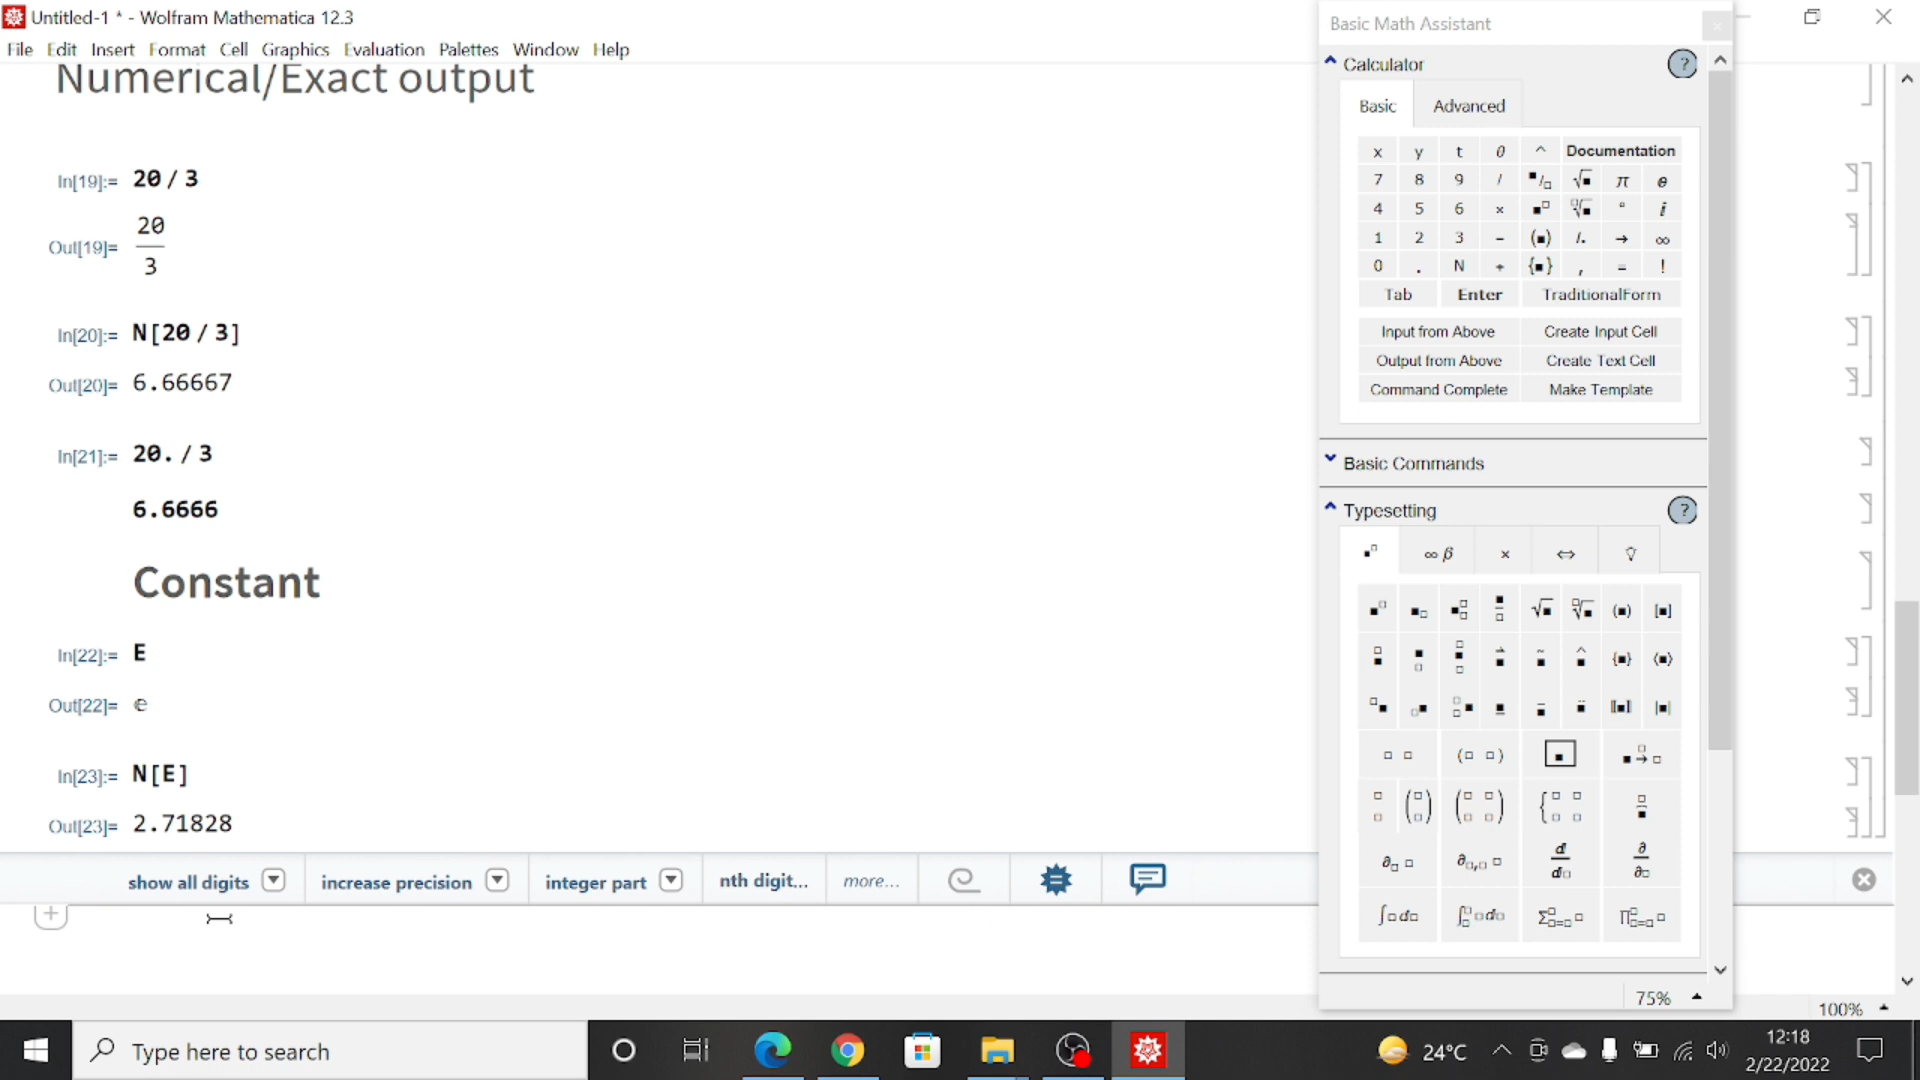 Untitled-1 * - Wolfram Mathematica 12.3
File Edit Insert Format Cell Graphics Evaluation Palettes Window Help
Numerical/Exact output
In[19]:= 20 / 3
Out[19]= 20
3
In[20]:= N[20 / 3]
Out[20]= 6.66667
In[21]:= 20. / 3
6.6666
Constant
In[22]:= E
Out[22]= ⅇ
In[23]:= N[E]
Out[23]= 2.71828
show all digits increase precision integer part nth digit... more...
Basic Math Assistant
Calculator ?
Basic Advanced
x y t θ ^ Documentation
7 8 9 / ■/□ √■ π ⅇ
4 5 6 × ■□ □√■ ° ⅈ
1 2 3 − (■) /. → ∞
0 . N + {■} , = !
Tab Enter TraditionalForm
Input from Above Create Input Cell
Output from Above Create Text Cell
Command Complete Make Template
Basic Commands
Typesetting ?
■□ ∞ β × ⇔
√■ □√■ (■) [■]
{■} ⟨■⟩
⟦■⟧ |■|
□ □ (□ □) ■ ■→□
∂□ □ ∂□,□ □ ⅆ/ⅆ□ ∂/∂□
∫□ⅆ□ ∫□ⅆ□ Σ□=□ □ Π□=□ □
75%
100%
Type here to search
24°C
12:18
2/22/2022